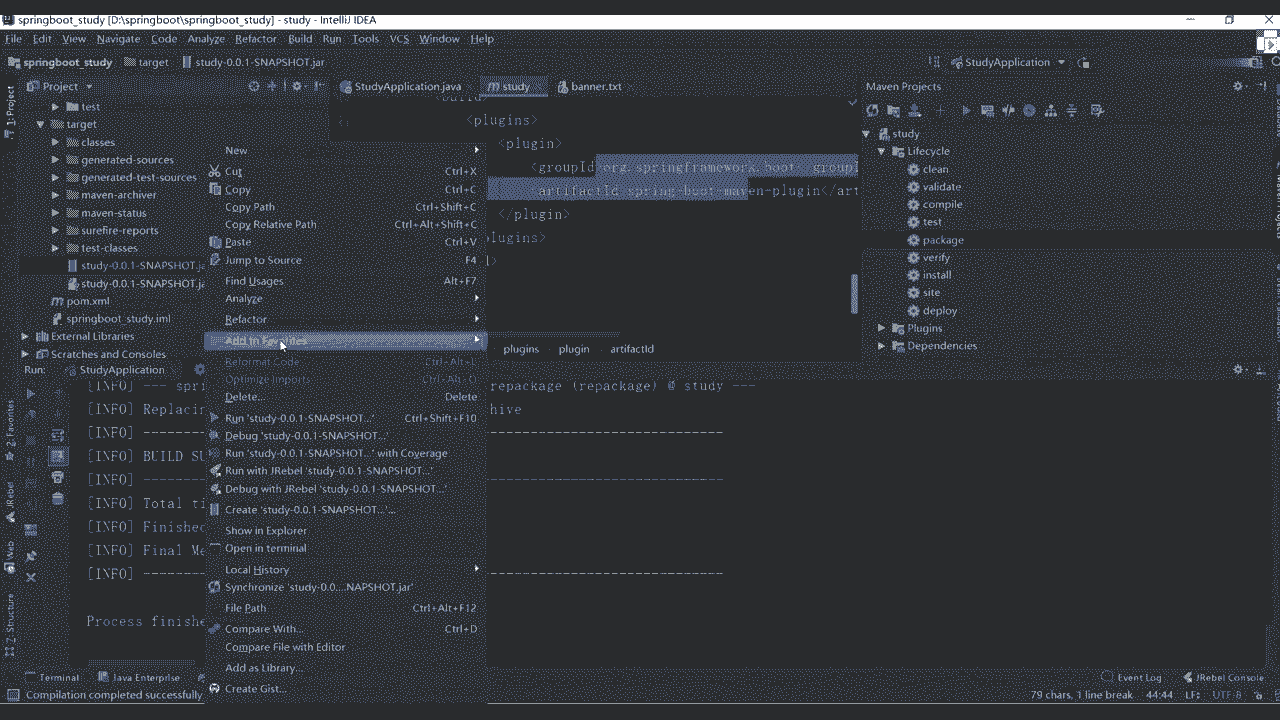 springboot_study [D:\springboot\springboot_study] - study - IntelliJ IDEA
File Edit View Navigate Code Analyze Refactor Build Run Tools VCS Window Help
springboot_study target study-0.0.1-SNAPSHOT.jar StudyApplication
1: Project
Project
StudyApplication.java study banner.txt
Maven Projects
test
target
classes
generated-sources
generated-test-sources
maven-archiver
maven-status
surefire-reports
test-classes
study-0.0.1-SNAPSHOT.ja
study-0.0.1-SNAPSHOT.ja
pom.xml
springboot_study.iml
External Libraries
Scratches and Consoles
New
Cut Ctrl+X
Copy Ctrl+C
Copy Path Ctrl+Shift+C
Copy Relative Path Ctrl+Alt+Shift+C
Paste Ctrl+V
Jump to Source F4
Find Usages Alt+F7
Analyze
Refactor
Add to Favorites
Reformat Code Ctrl+Alt+L
Optimize Imports Ctrl+Alt+O
Delete... Delete
Run 'study-0.0.1-SNAPSHOT...' Ctrl+Shift+F10
Debug 'study-0.0.1-SNAPSHOT...'
Run 'study-0.0.1-SNAPSHOT...' with Coverage
Run with JRebel 'study-0.0.1-SNAPSHOT...'
Debug with JRebel 'study-0.0.1-SNAPSHOT...'
Create 'study-0.0.1-SNAPSHOT...'...
Show in Explorer
Open in terminal
Local History
Synchronize 'study-0.0....NAPSHOT.jar'
File Path Ctrl+Alt+F12
Compare With... Ctrl+D
Compare File with Editor
Add as Library...
Create Gist...
<plugins>
<plugin>
<groupId org.springframework.boot groupI
artifactId spring-boot-maven-plugin</art
</plugin>
plugins>
plugins plugin artifactId
study
Lifecycle
clean
validate
compile
test
package
verify
install
site
deploy
Plugins
Dependencies
Run: StudyApplication
[INFO] --- spri repackage (repackage) @ study ---
[INFO] Replacin hive
[INFO] ------------------------------------------------
[INFO] BUILD SU
[INFO] ------------------------------------------------
[INFO] Total ti
[INFO] Finished
[INFO] Final Me
[INFO] ------------------------------------------------
Process finishe
2: Favorites
JRebel
Web
7: Structure
Terminal Java Enterprise Event Log JRebel Console
Compilation completed successfully 79 chars, 1 line break 44:44 LF: UTF-8